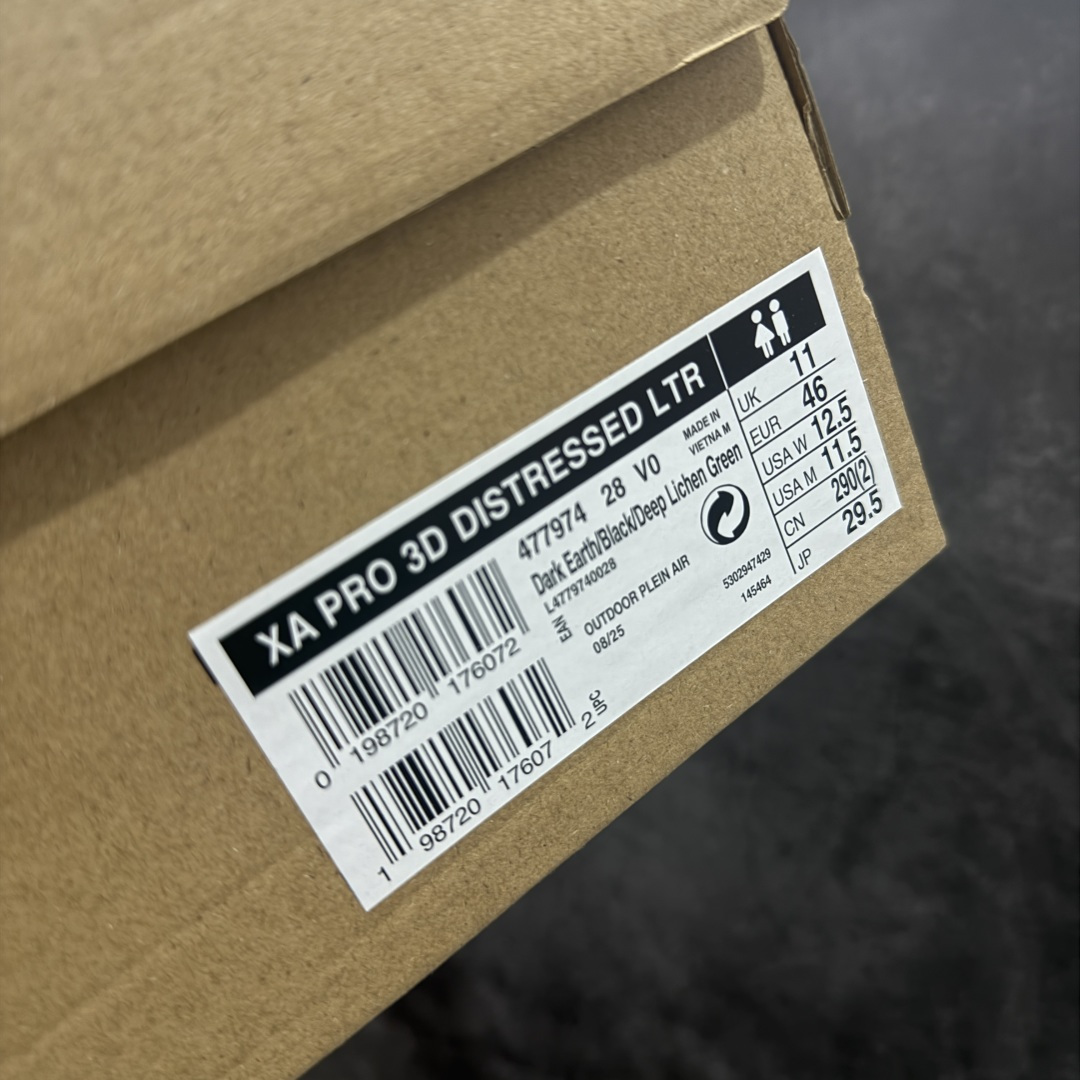 XA PRO 3D DISTRESSED LTR
477974 28 V0
MADE IN
VIETNA M
Dark Earth/Black/Deep Lichen Green
L4779740028
EAN
OUTDOOR PLEIN AIR
08/25
5302947429
145464
0 198720 176072
1 98720 17607 2
UPC
UK 11
EUR 46
USA W 12.5
USA M 11.5
CN 290(2)
JP 29.5